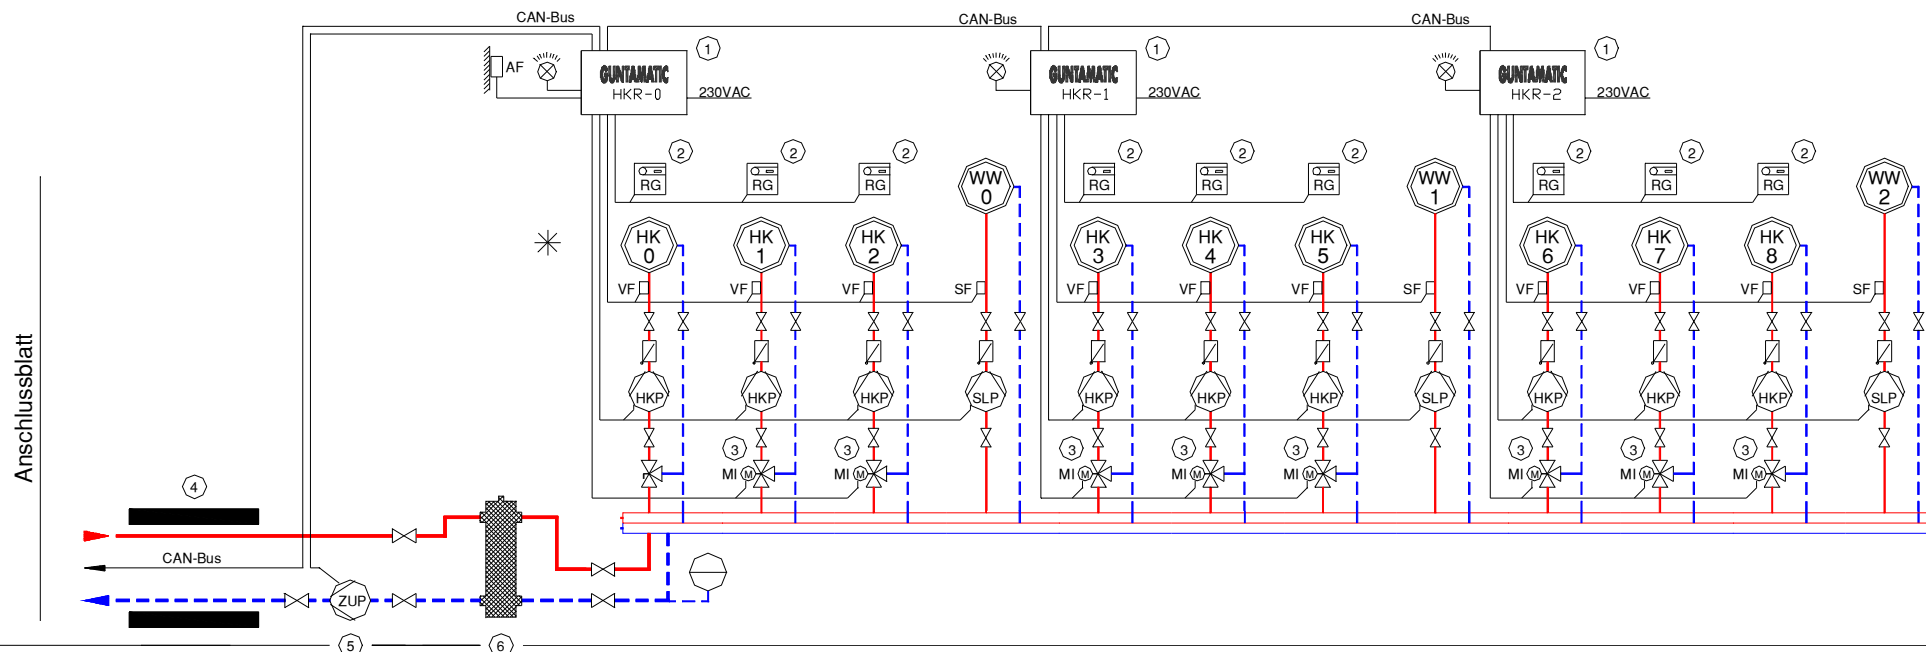 CAN-Bus CAN-Bus CAN-Bus
1 1 1
AF GUNTAMATIC GUNTAMATIC GUNTAMATIC
HKR-0 230VAC HKR-1 230VAC HKR-2 230VAC
2 2 2 2 2 2 2 2 2
RG RG RG RG RG RG RG RG RG
WW 0 WW 1 WW 2
HK 0 HK 1 HK 2 HK 3 HK 4 HK 5 HK 6 HK 7 HK 8
VF VF VF SF VF VF VF SF VF VF VF SF
HKP HKP HKP SLP HKP HKP HKP SLP HKP HKP HKP SLP
3 3 3 3 3 3 3 3
MI M MI M MI M MI M MI M MI M MI M MI M
Anschlussblatt
4
CAN-Bus
ZUP
5 6